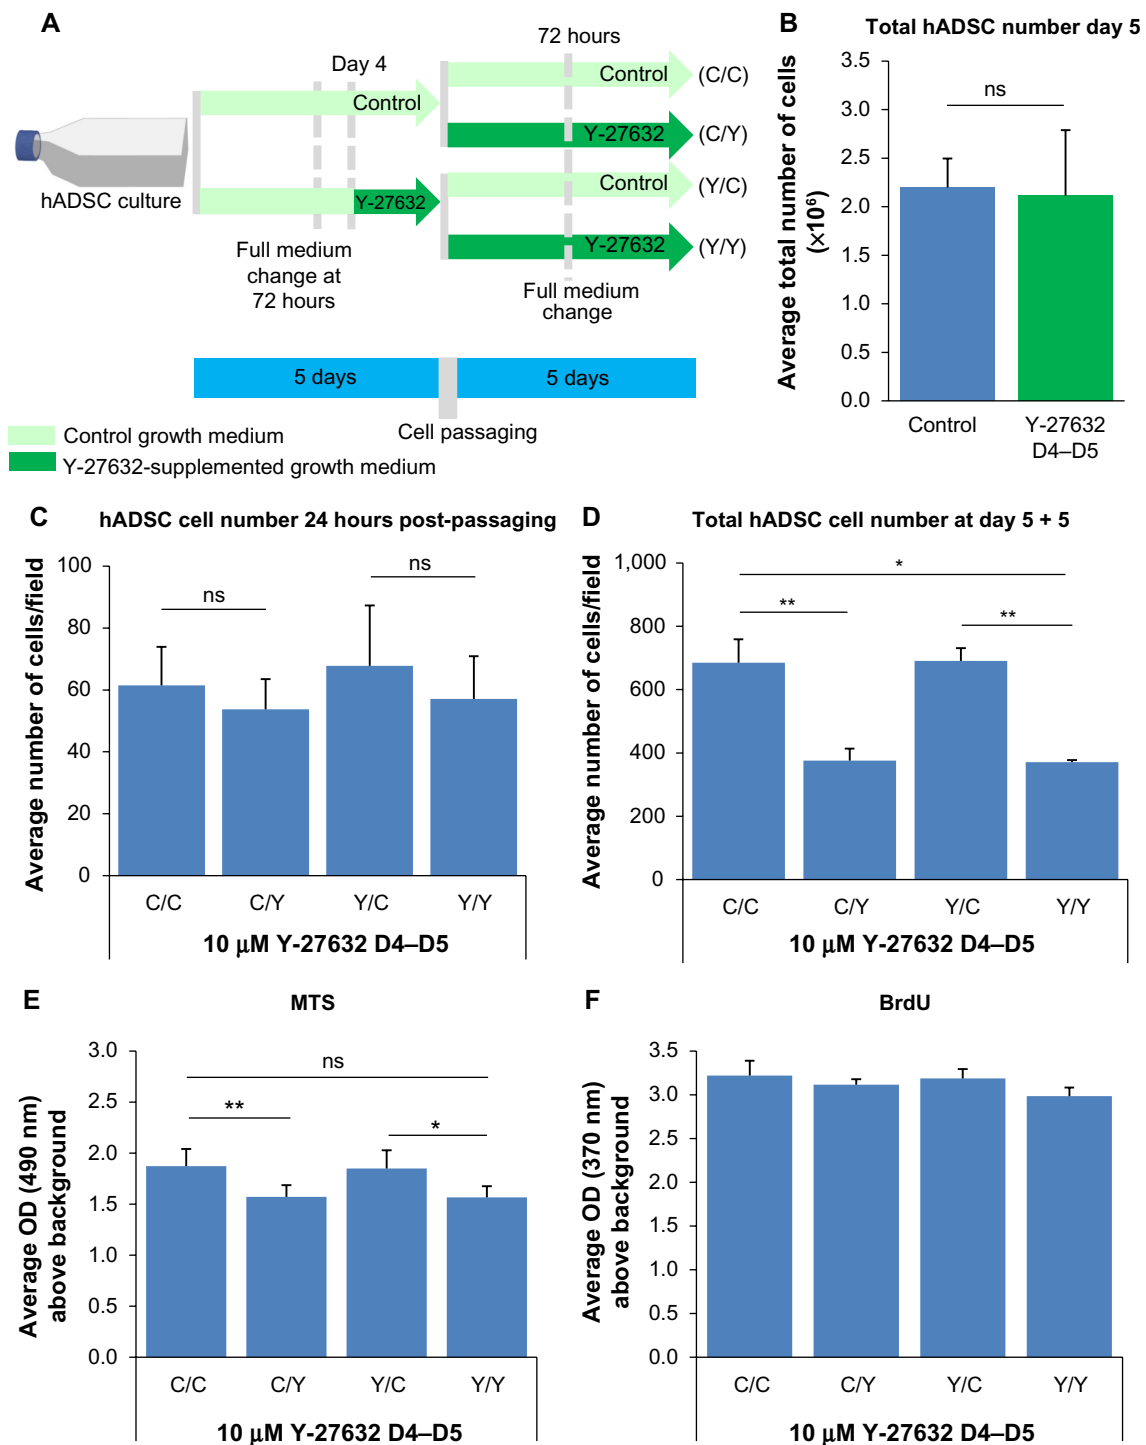 A
72 hours
Day 4
Control
Control
(C/C)
Y-27632
(C/Y)
hADSC culture
Y-27632
Control
(Y/C)
Y-27632
(Y/Y)
Full medium
change at
72 hours
Full medium
change
5 days
5 days
Cell passaging
Control growth medium
Y-27632-supplemented growth medium
B
Total hADSC number day 5
Average total number of cells
(×10⁶)
3.5
3.0
2.5
2.0
1.5
1.0
0.5
0.0
ns
Control
Y-27632
D4–D5
C
hADSC cell number 24 hours post-passaging
Average number of cells/field
100
80
60
40
20
0
ns
ns
C/C
C/Y
Y/C
Y/Y
10 μM Y-27632 D4–D5
D
Total hADSC cell number at day 5 + 5
Average number of cells/field
1,000
800
600
400
200
0
*
**
**
C/C
C/Y
Y/C
Y/Y
10 μM Y-27632 D4–D5
E
MTS
Average OD (490 nm)
above background
3.0
2.5
2.0
1.5
1.0
0.5
0.0
ns
**
*
C/C
C/Y
Y/C
Y/Y
10 μM Y-27632 D4–D5
F
BrdU
Average OD (370 nm)
above background
3.5
3.0
2.5
2.0
1.5
1.0
0.5
0.0
C/C
C/Y
Y/C
Y/Y
10 μM Y-27632 D4–D5